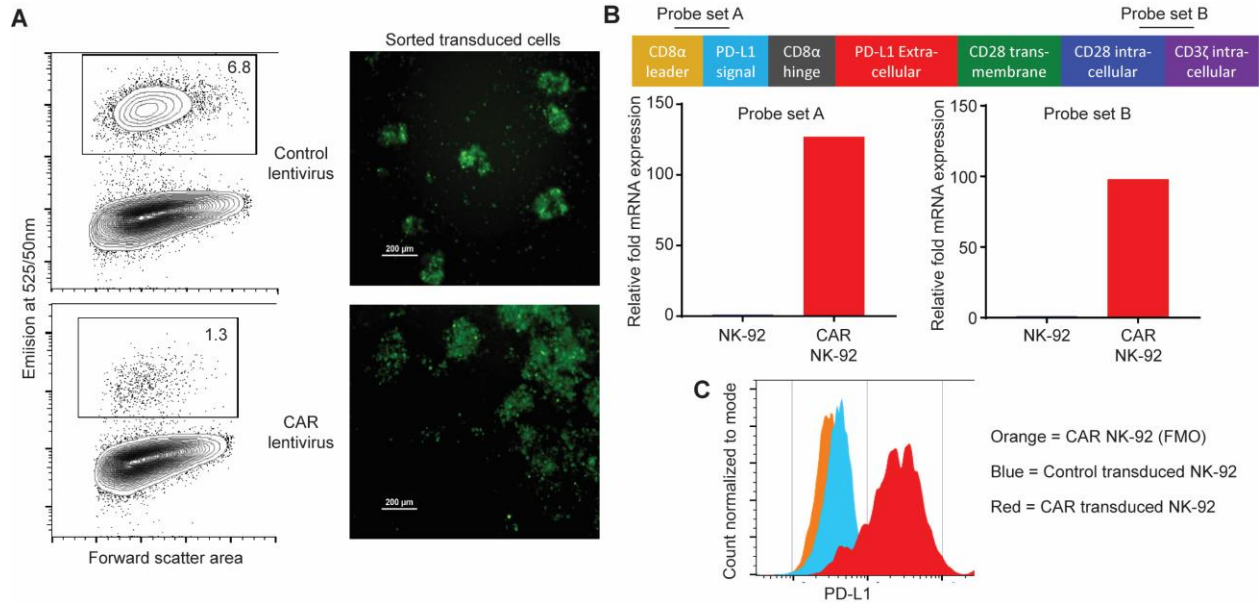 A
Sorted transduced cells
6.8
Control
lentivirus
200 µm
Emiision at 525/50nm
1.3
CAR
lentivirus
200 µm
Forward scatter area
B
Probe set A
Probe set B
CD8α
leader
PD-L1
signal
CD8α
hinge
PD-L1 Extra-
cellular
CD28 trans-
membrane
CD28 intra-
cellular
CD3ζ intra-
cellular
Relative fold mRNA expression
150
100
50
0
Probe set A
NK-92
CAR
NK-92
Relative fold mRNA expression
150
100
50
0
Probe set B
NK-92
CAR
NK-92
C
Count normalized to mode
PD-L1
Orange = CAR NK-92 (FMO)
Blue = Control transduced NK-92
Red = CAR transduced NK-92